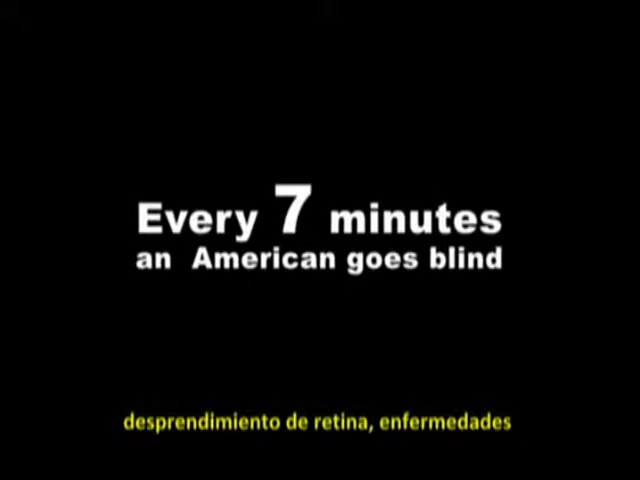 Every 7 minutes
an American goes blind
desprendimiento de retina, enfermedades